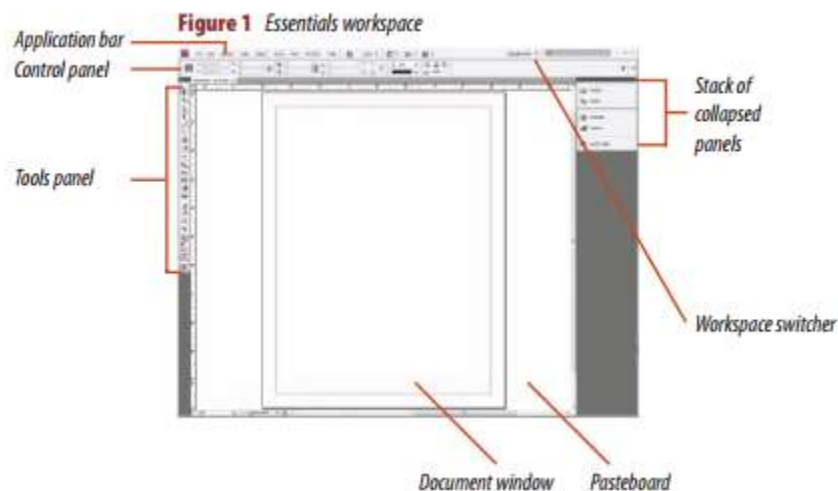 Figure 1 Essentials workspace
Application bar
Control panel
Stack of
collapsed
panels
Tools panel
Workspace switcher
Document window
Pasteboard